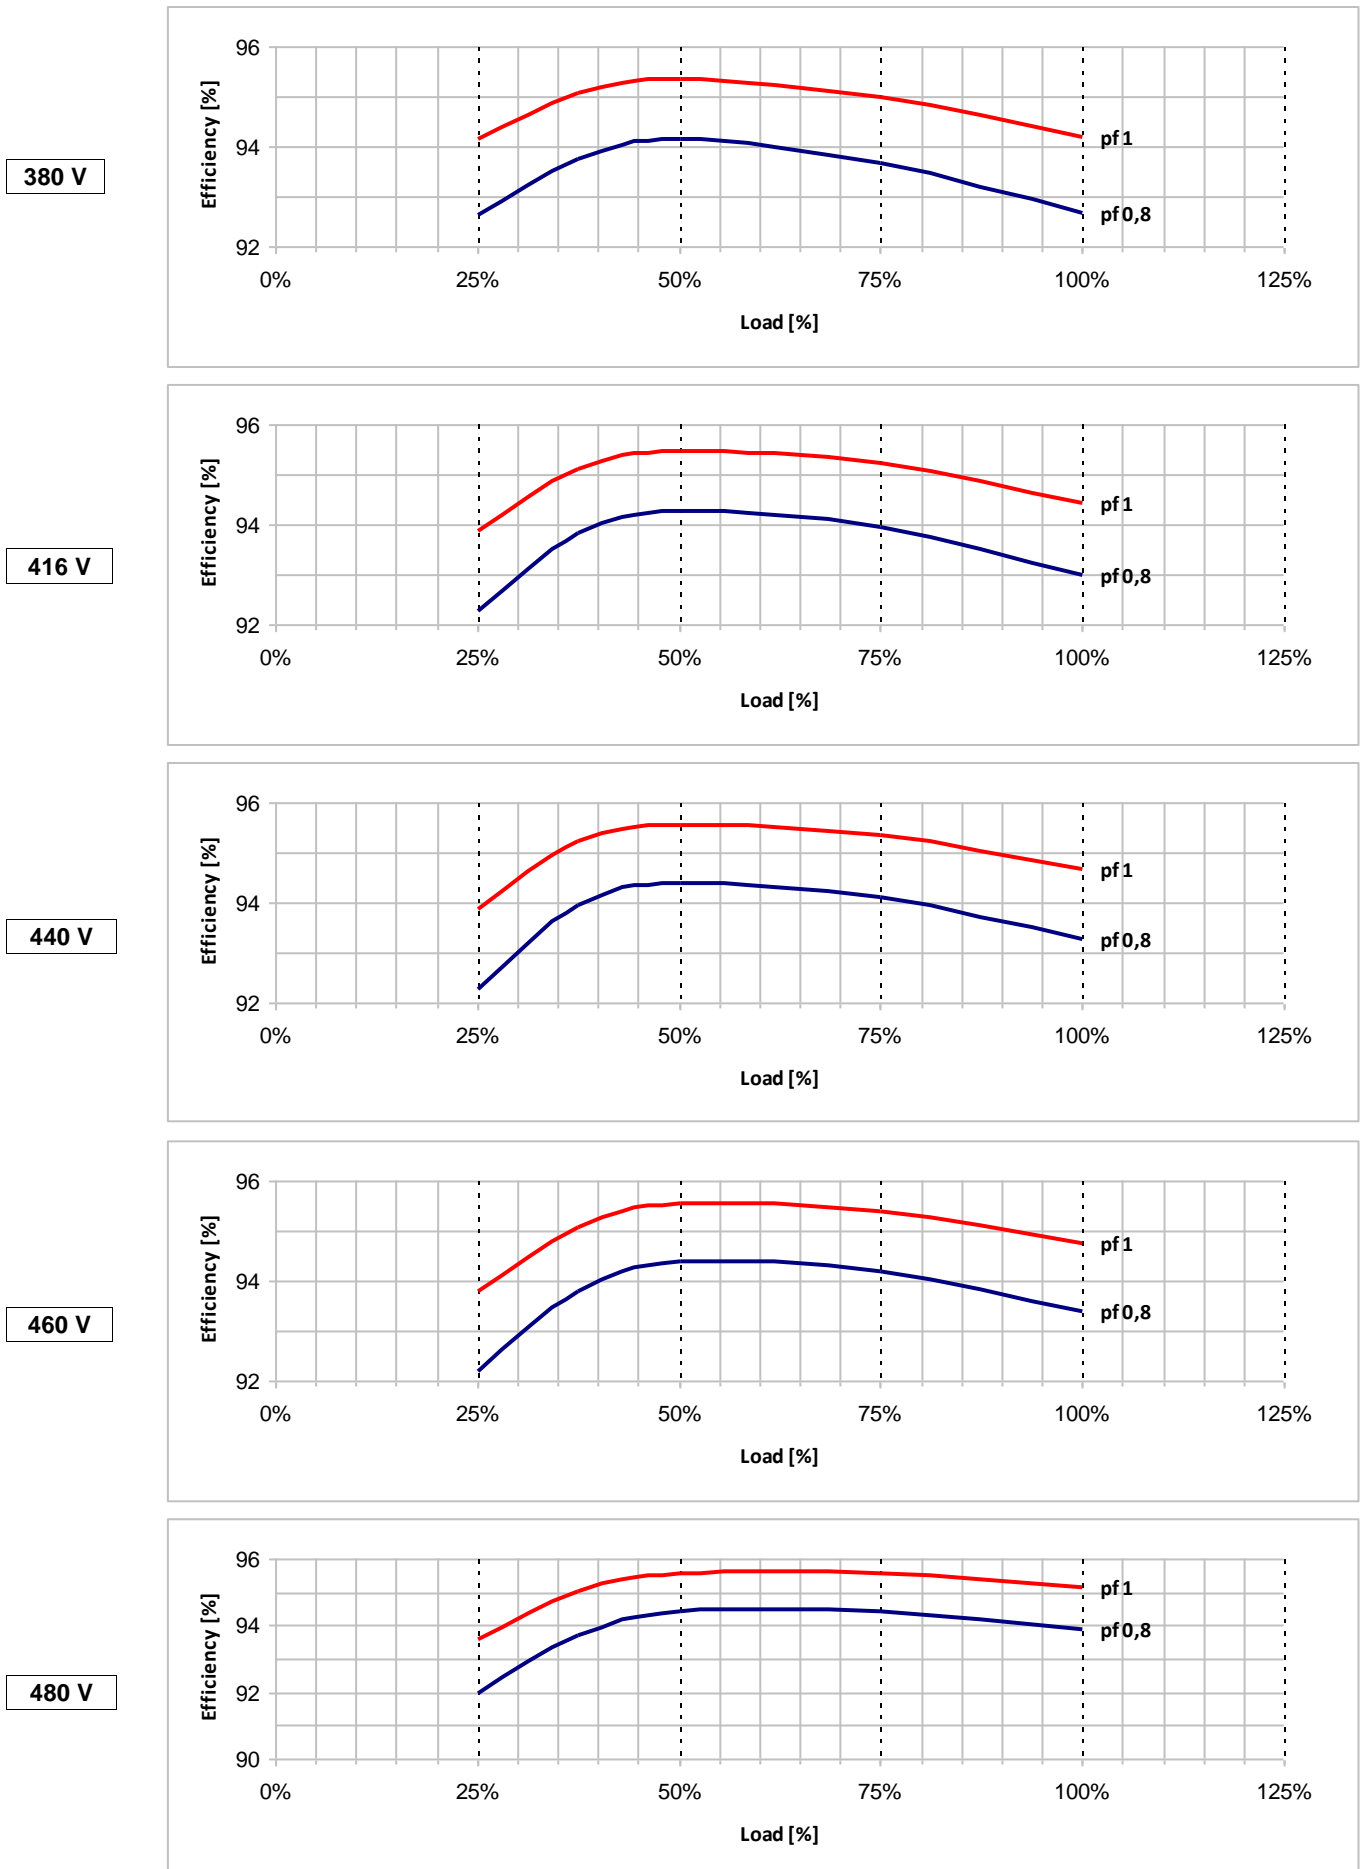 380 V
Efficiency [%]
96
94
92
0% 25% 50% 75% 100% 125%
Load [%]
pf 1
pf 0,8
416 V
Efficiency [%]
96
94
92
0% 25% 50% 75% 100% 125%
Load [%]
pf 1
pf 0,8
440 V
Efficiency [%]
96
94
92
0% 25% 50% 75% 100% 125%
Load [%]
pf 1
pf 0,8
460 V
Efficiency [%]
96
94
92
0% 25% 50% 75% 100% 125%
Load [%]
pf 1
pf 0,8
480 V
Efficiency [%]
96
94
92
90
0% 25% 50% 75% 100% 125%
Load [%]
pf 1
pf 0,8